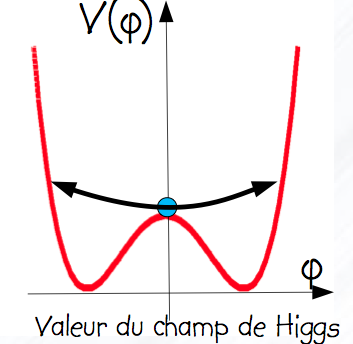 V(φ)
φ
Valeur du champ de Higgs